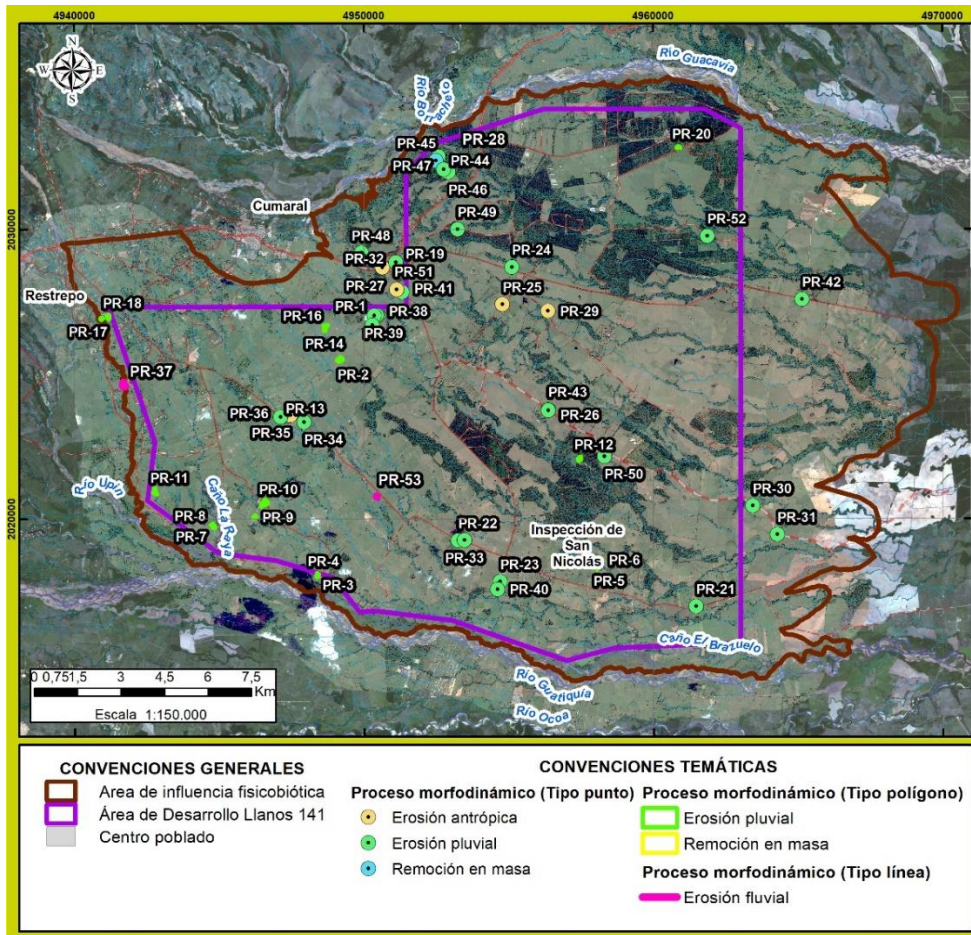 4940000
4950000
4960000
4970000
N
W
E
S
Río Guacavía
Río Borrachero
PR-20
PR-45
PR-28
PR-47
PR-44
PR-46
Cumaral
2030000
2030000
PR-49
PR-52
PR-48
PR-24
PR-32
PR-19
PR-51
PR-27
PR-41
PR-25
PR-42
Restrepo
PR-18
PR-1
PR-38
PR-29
PR-17
PR-16
PR-39
PR-14
PR-37
PR-2
PR-43
PR-36
PR-13
PR-26
PR-35
PR-34
PR-12
PR-50
PR-53
Río Upín
PR-11
Caño La Reya
PR-10
PR-30
PR-8
PR-9
2020000
2020000
PR-7
PR-22
Inspección de
San
Nicolás
PR-31
PR-33
PR-4
PR-23
PR-6
PR-3
PR-40
PR-5
PR-21
Caño El Brazuelo
Río Guatiquía
Río Ocoa
0 0,751,5 3 4,5 6 7,5
Km
Escala 1:150.000
CONVENCIONES GENERALES
Area de influencia fisicobiótica
Área de Desarrollo Llanos 141
Centro poblado
CONVENCIONES TEMÁTICAS
Proceso morfodinámico (Tipo punto)
Erosión antrópica
Erosión pluvial
Remoción en masa
Proceso morfodinámico (Tipo polígono)
Erosión pluvial
Remoción en masa
Proceso morfodinámico (Tipo línea)
Erosión fluvial